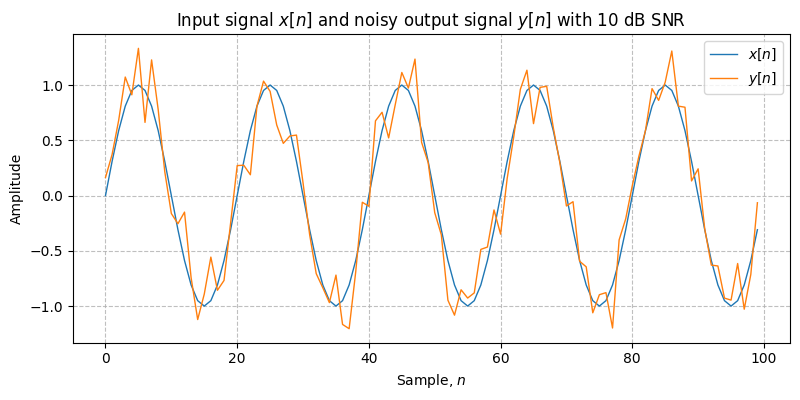 Input signal x[n] and noisy output signal y[n] with 10 dB SNR
x[n]
y[n]
Amplitude
1.0
0.5
0.0
−0.5
−1.0
0 20 40 60 80 100
Sample, n